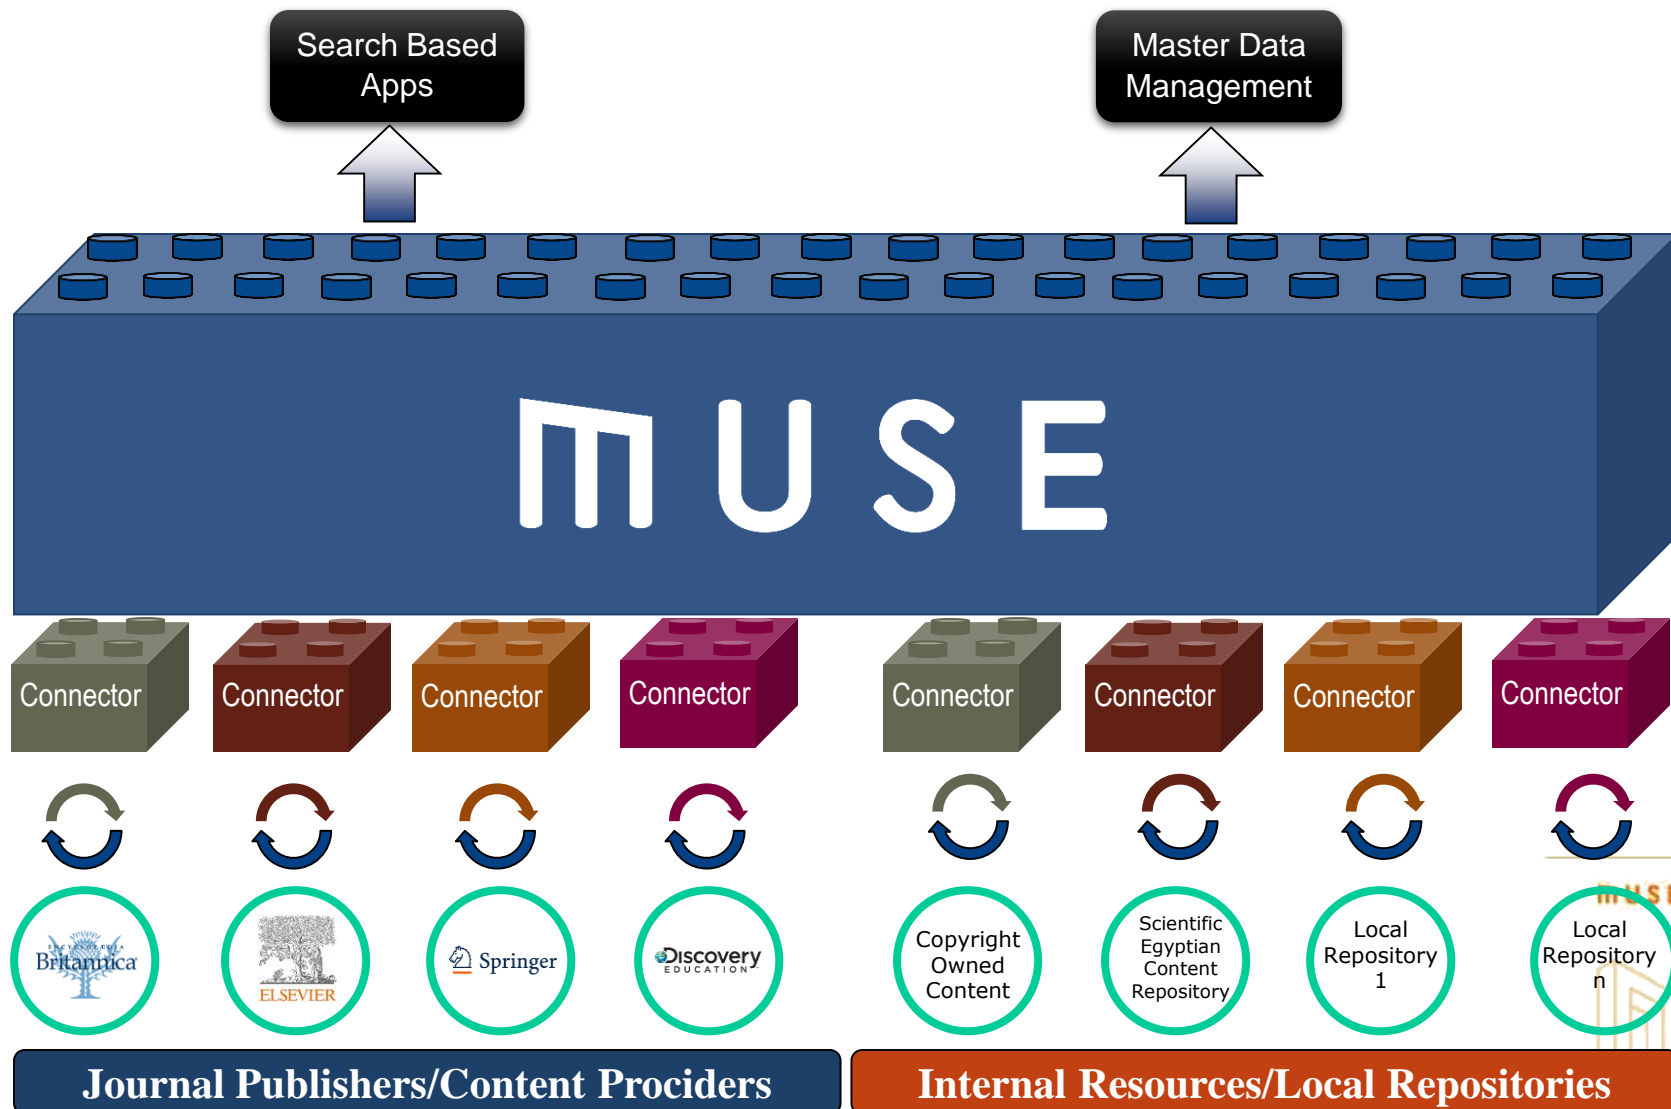 Search Based
Apps
Master Data
Management
MUSE
Connector
Connector
Connector
Connector
Connector
Connector
Connector
Connector
ENCYCLOPÆDIA
Britannica
ELSEVIER
Springer
Discovery
EDUCATION
Copyright
Owned
Content
Scientific
Egyptian
Content
Repository
Local
Repository
1
MUSE
Local
Repository
n
Journal Publishers/Content Prociders
Internal Resources/Local Repositories